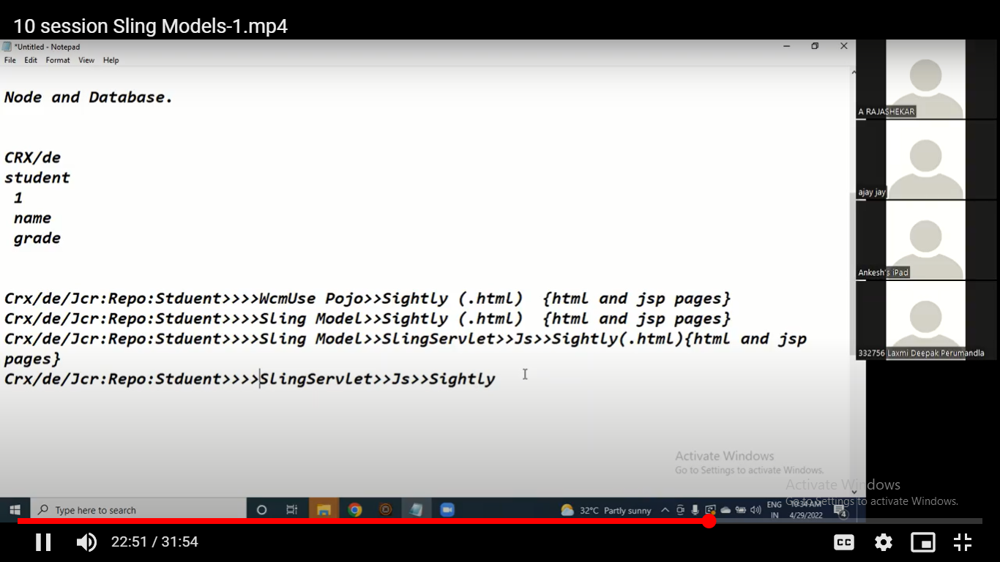 10 session Sling Models-1.mp4
*Untitled - Notepad
File Edit Format View Help
Node and Database.
CRX/de
student
1
name
grade
Crx/de/Jcr:Repo:Stduent>>>>WcmUse Pojo>>Sightly (.html) {html and jsp pages}
Crx/de/Jcr:Repo:Stduent>>>>Sling Model>>Sightly (.html) {html and jsp pages}
Crx/de/Jcr:Repo:Stduent>>>>Sling Model>>SlingServlet>>Js>>Sightly(.html){html and jsp
pages}
Crx/de/Jcr:Repo:Stduent>>>>SlingServlet>>Js>>Sightly
A RAJASHEKAR
ajay jay
Ankesh's iPad
332756 Laxmi Deepak Perumandla
Activate Windows
Go to Settings to activate Windows.
Activate Windows
Go to Settings to activate Windows.
Type here to search
32°C Partly sunny
ENG
IN
10:34 AM
4/29/2022
4
22:51 / 31:54
CC